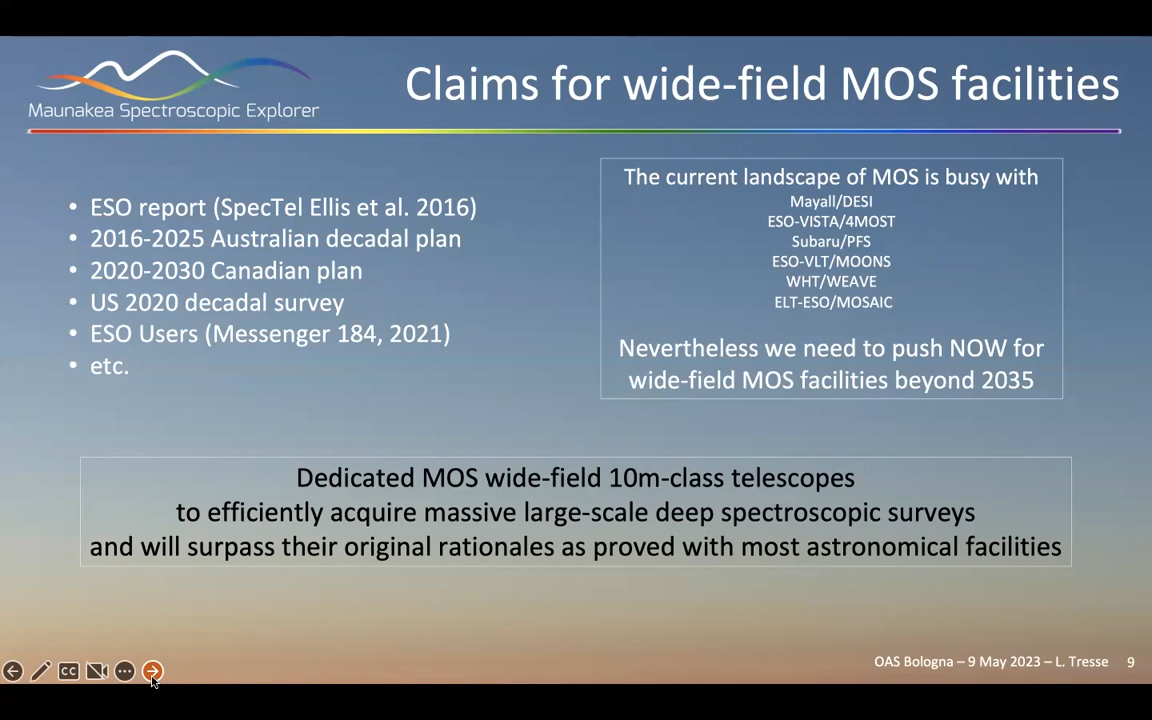 Maunakea Spectroscopic Explorer
Claims for wide-field MOS facilities
• ESO report (SpecTel Ellis et al. 2016)
• 2016-2025 Australian decadal plan
• 2020-2030 Canadian plan
• US 2020 decadal survey
• ESO Users (Messenger 184, 2021)
• etc.
The current landscape of MOS is busy with
Mayall/DESI
ESO-VISTA/4MOST
Subaru/PFS
ESO-VLT/MOONS
WHT/WEAVE
ELT-ESO/MOSAIC
Nevertheless we need to push NOW for
wide-field MOS facilities beyond 2035
Dedicated MOS wide-field 10m-class telescopes
to efficiently acquire massive large-scale deep spectroscopic surveys
and will surpass their original rationales as proved with most astronomical facilities
CC
OAS Bologna – 9 May 2023 – L. Tresse 9